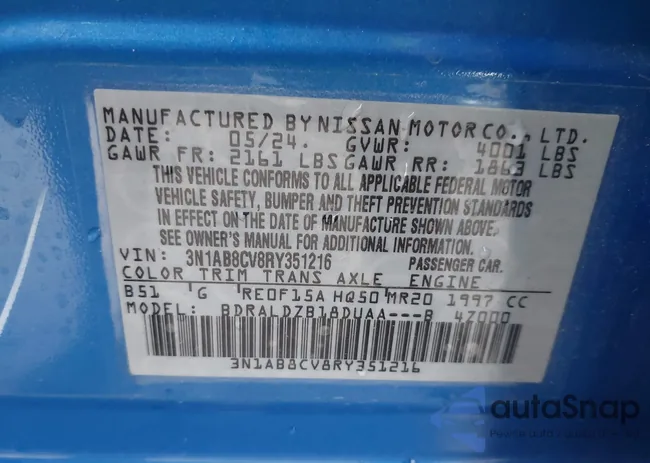 MANUFACTURED BY NISSAN MOTOR CO., LTD.
DATE: 05/24. GVWR: 4001 LBS
GAWR FR: 2161 LBS GAWR RR: 1863 LBS
THIS VEHICLE CONFORMS TO ALL APPLICABLE FEDERAL MOTOR
VEHICLE SAFETY, BUMPER AND THEFT PREVENTION STANDARDS
IN EFFECT ON THE DATE OF MANUFACTURE SHOWN ABOVE.
SEE OWNER'S MANUAL FOR ADDITIONAL INFORMATION.
VIN: 3N1AB8CV8RY351216 PASSENGER CAR.
COLOR TRIM TRANS AXLE ENGINE
B51 G RE0F15A HQ50 MR20 1997 CC
MODEL: BDRALDZB18DUAA---B 4Z000
3N1AB8CV8RY351216
autoSnap